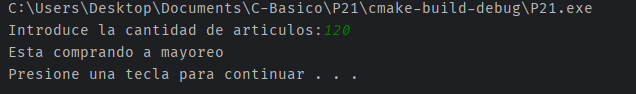 C:\Users\Desktop\Documents\C-Basico\P21\cmake-build-debug\P21.exe
Introduce la cantidad de articulos:120
Esta comprando a mayoreo
Presione una tecla para continuar . . .